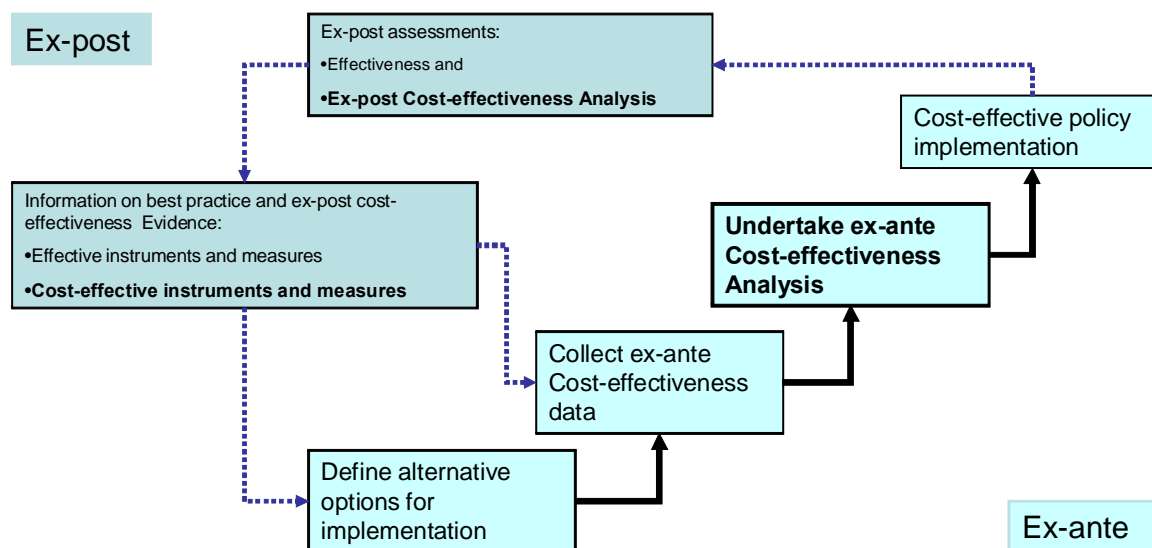 Ex-post
Ex-post assessments:
•Effectiveness and
•Ex-post Cost-effectiveness Analysis
Cost-effective policy
implementation
Information on best practice and ex-post cost-
effectiveness Evidence:
•Effective instruments and measures
•Cost-effective instruments and measures
Undertake ex-ante
Cost-effectiveness
Analysis
Collect ex-ante
Cost-effectiveness
data
Define alternative
options for
implementation
Ex-ante